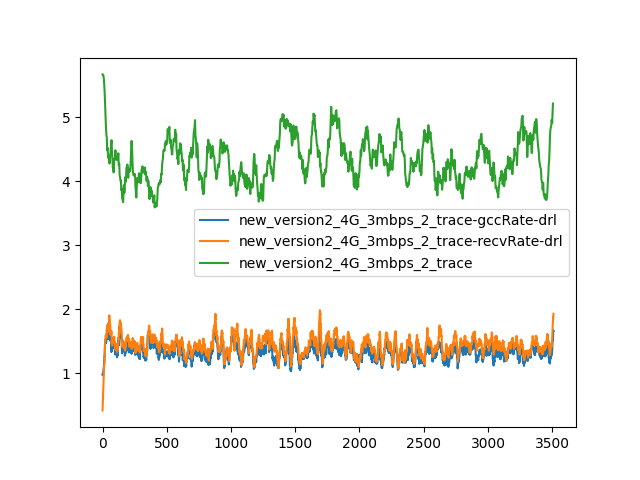 5
4
3
2
1
new_version2_4G_3mbps_2_trace-gccRate-drl
new_version2_4G_3mbps_2_trace-recvRate-drl
new_version2_4G_3mbps_2_trace
0 500 1000 1500 2000 2500 3000 3500